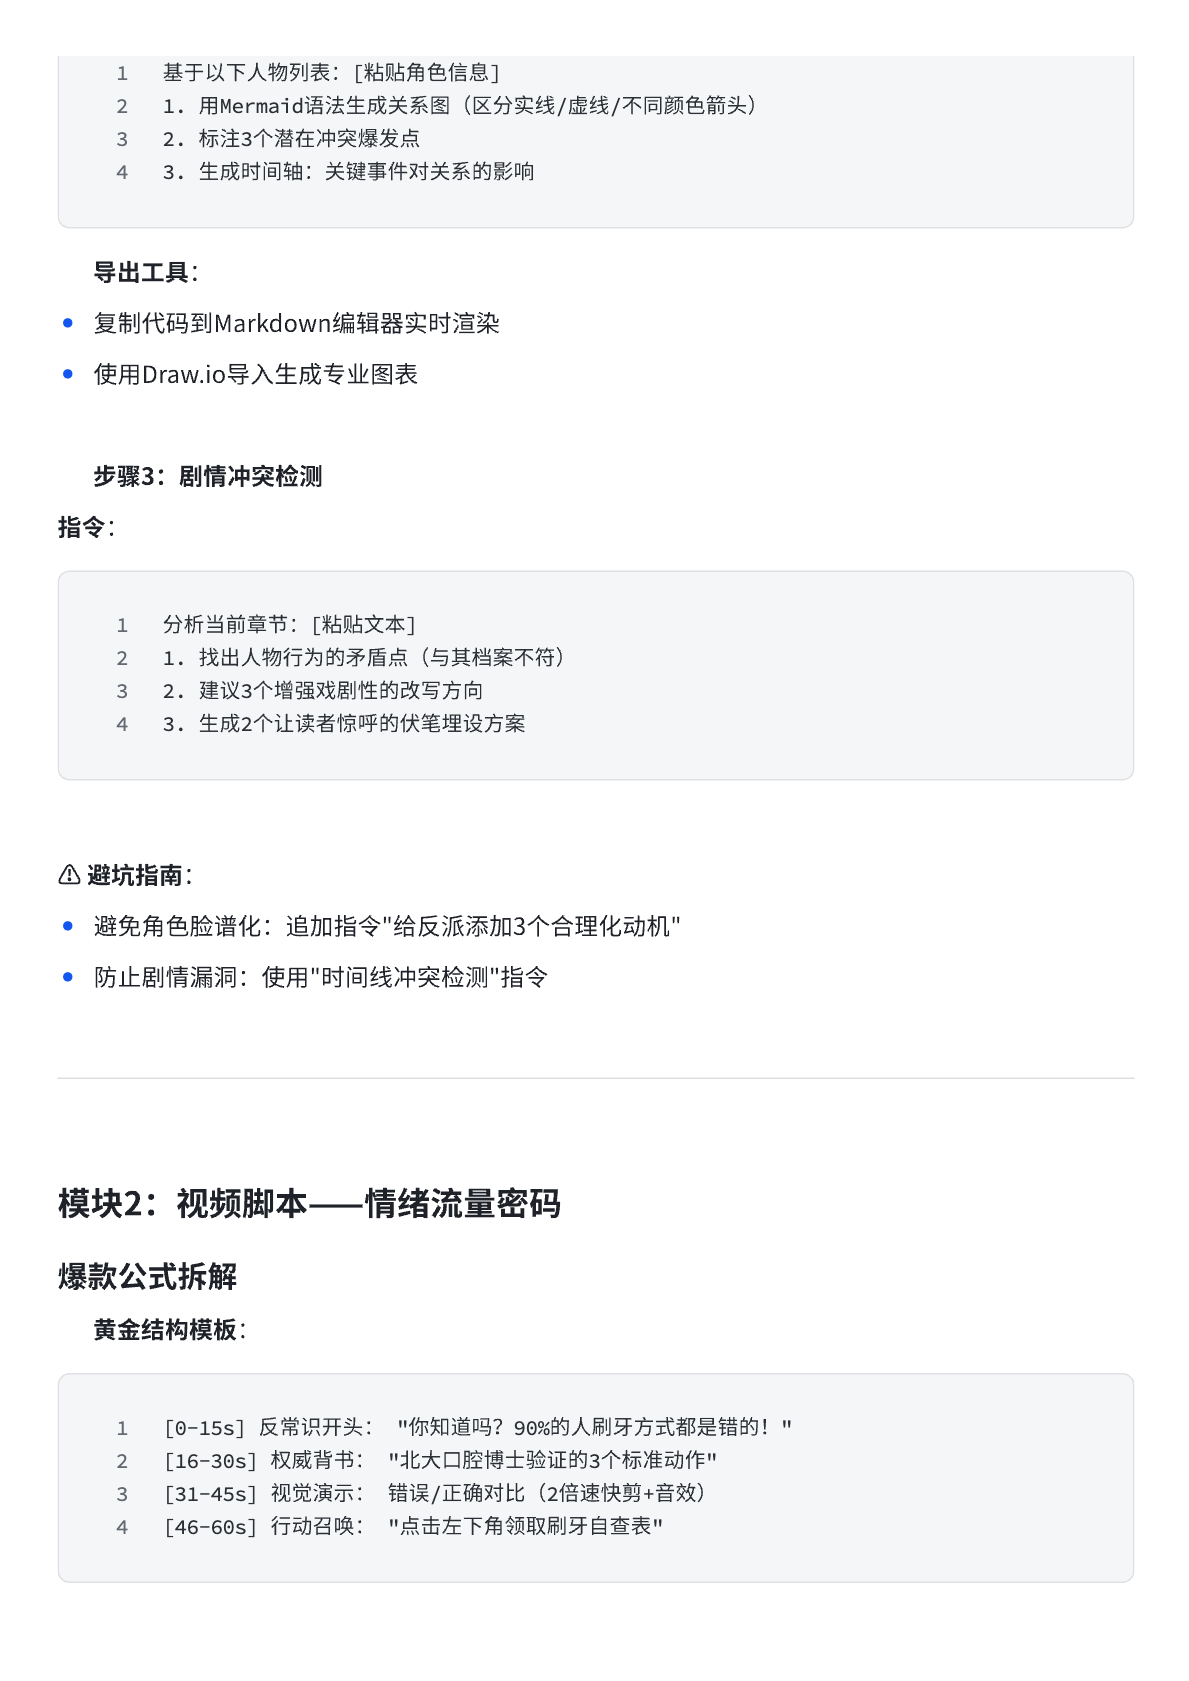 1 基于以下人物列表：[粘贴角色信息]
2 1. 用Mermaid语法生成关系图（区分实线/虚线/不同颜色箭头）
3 2. 标注3个潜在冲突爆发点
4 3. 生成时间轴：关键事件对关系的影响
导出工具：
• 复制代码到Markdown编辑器实时渲染
• 使用Draw.io导入生成专业图表
步骤3：剧情冲突检测
指令：
1 分析当前章节：[粘贴文本]
2 1. 找出人物行为的矛盾点（与其档案不符）
3 2. 建议3个增强戏剧性的改写方向
4 3. 生成2个让读者惊呼的伏笔埋设方案
⚠ 避坑指南：
• 避免角色脸谱化：追加指令"给反派添加3个合理化动机"
• 防止剧情漏洞：使用"时间线冲突检测"指令
模块2：视频脚本——情绪流量密码
爆款公式拆解
黄金结构模板：
1 [0-15s] 反常识开头： "你知道吗？90%的人刷牙方式都是错的！"
2 [16-30s] 权威背书： "北大口腔博士验证的3个标准动作"
3 [31-45s] 视觉演示： 错误/正确对比（2倍速快剪+音效）
4 [46-60s] 行动召唤： "点击左下角领取刷牙自查表"